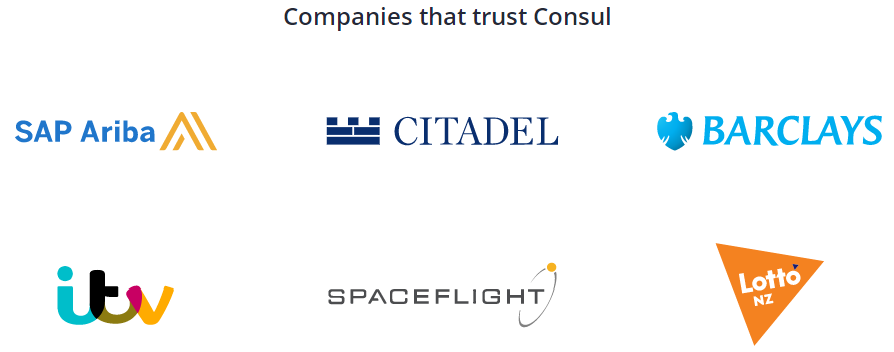 Companies that trust Consul
SAP Ariba
CITADEL
BARCLAYS
itv
SPACEFLIGHT
Lotto
NZ